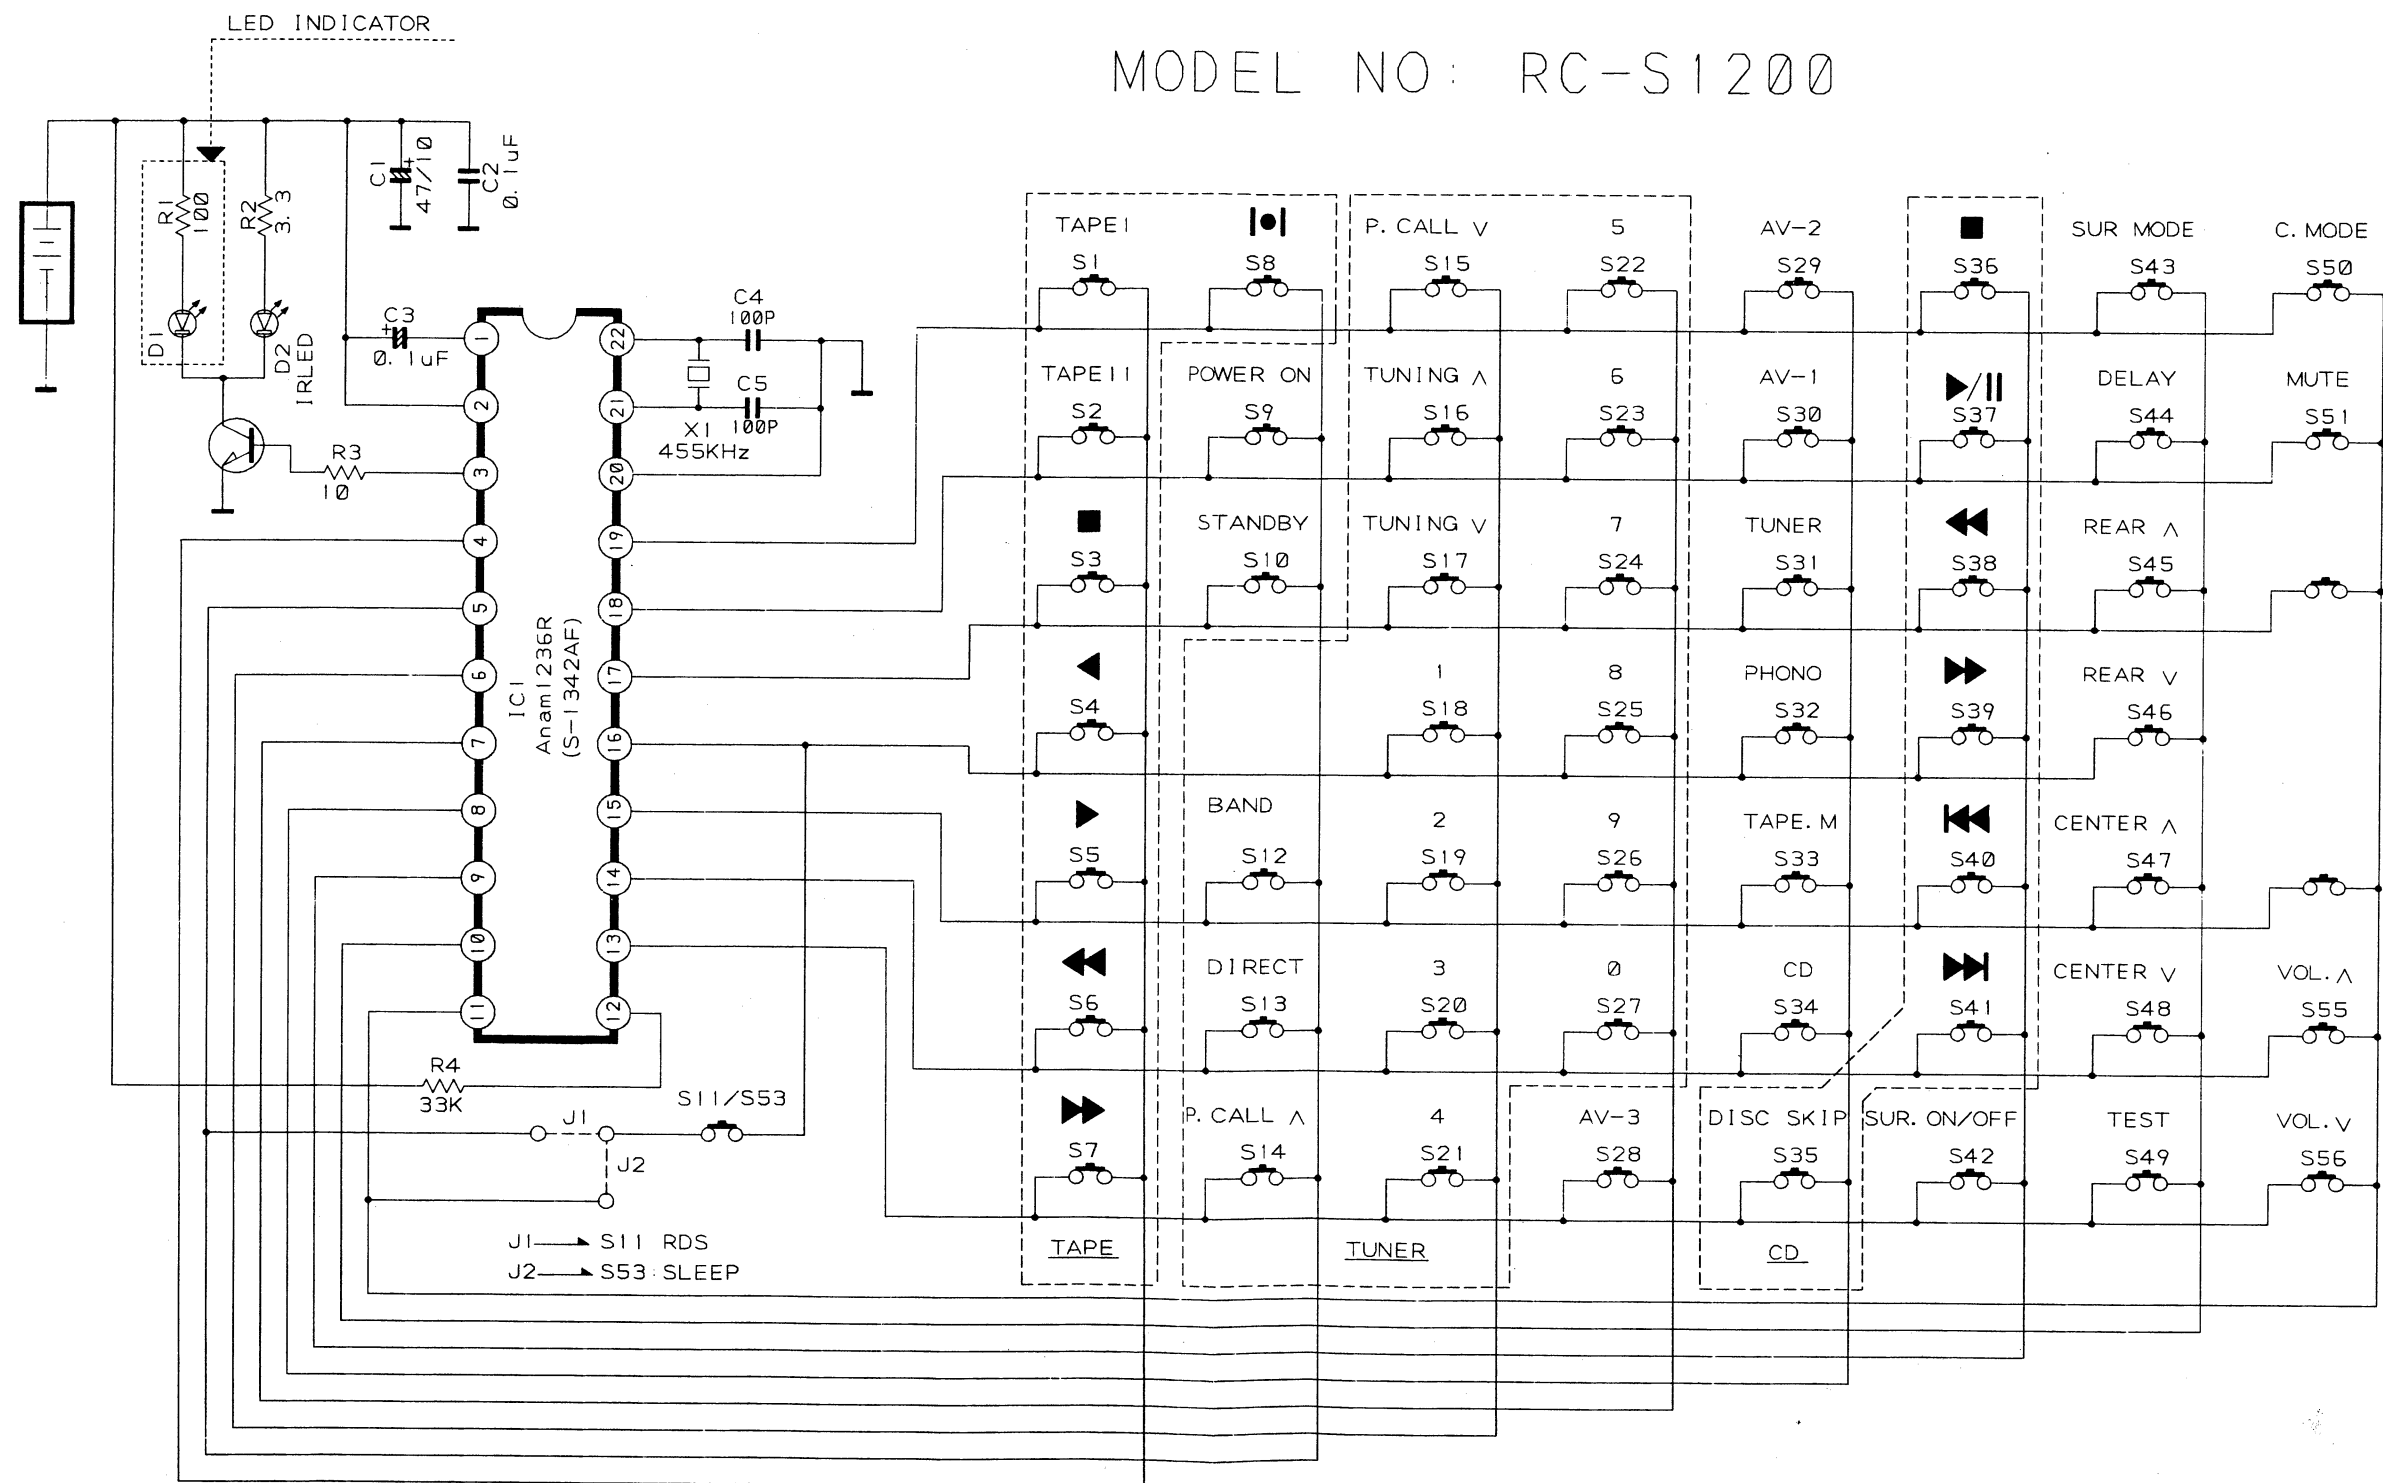 LED INDICATOR
MODEL NO: RC-S1200
R1
100
R2
3.3
C1
+
47/10
C2
0.1uF
D1
D2
IRLED
C3
+
0.1uF
R3
10
C4
100P
C5
100P
X1
455KHz
IC1
Anam1236R
(S-1342AF)
1
2
3
4
5
6
7
8
9
10
11
22
21
20
19
18
17
16
15
14
13
12
R4
33K
J1
J2
S11/S53
J1 S11 RDS
J2 S53:SLEEP
TAPEI P.CALL V 5 AV-2 SUR MODE C.MODE
S1 S8 S15 S22 S29 S36 S43 S50
TAPEII POWER ON TUNING Λ 6 AV-1 DELAY MUTE
S2 S9 S16 S23 S30 S37 S44 S51
STANDBY TUNING V 7 TUNER REAR Λ
S3 S10 S17 S24 S31 S38 S45
1 8 PHONO REAR V
S4 S18 S25 S32 S39 S46
BAND 2 9 TAPE.M CENTER Λ
S5 S12 S19 S26 S33 S40 S47
DIRECT 3 0 CD CENTER V VOL.Λ
S6 S13 S20 S27 S34 S41 S48 S55
P.CALL Λ 4 AV-3 DISC SKIP SUR.ON/OFF TEST VOL.V
S7 S14 S21 S28 S35 S42 S49 S56
TAPE TUNER CD